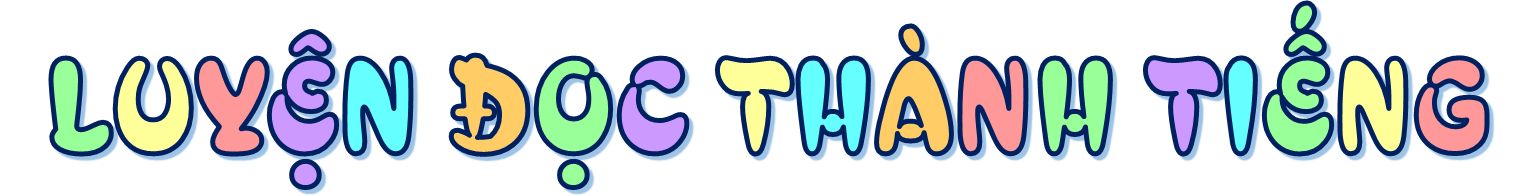 LUYỆN ĐỌC THÀNH TIẾNG